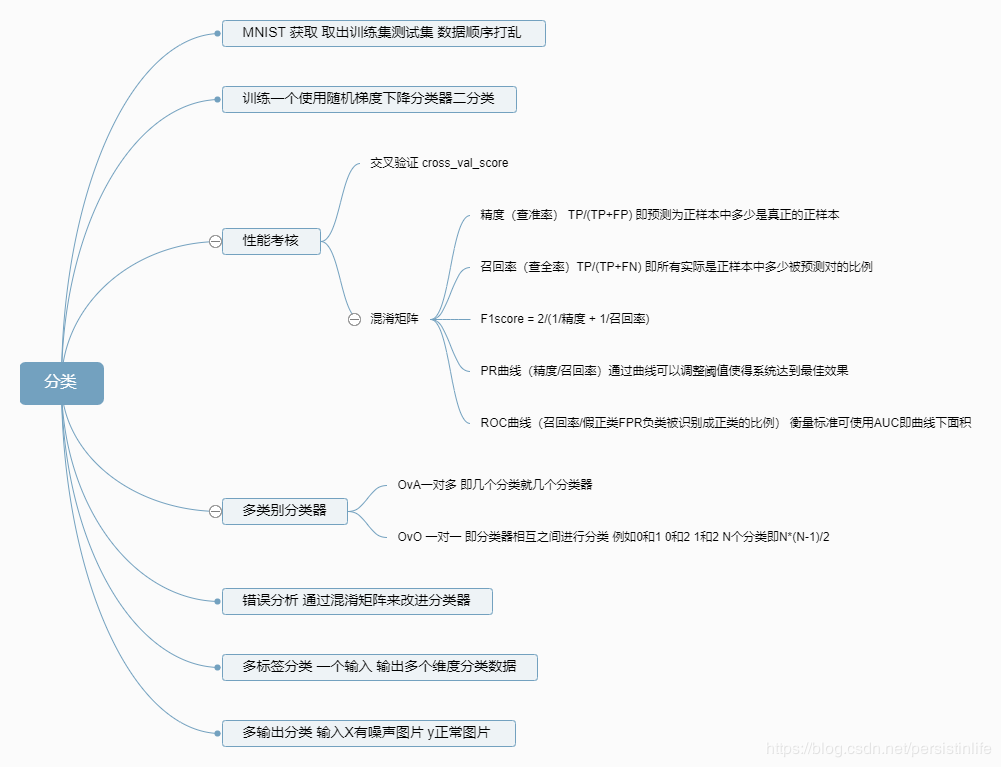 MNIST 获取 取出训练集测试集 数据顺序打乱
训练一个使用随机梯度下降分类器二分类
交叉验证 cross_val_score
精度（查准率） TP/(TP+FP) 即预测为正样本中多少是真正的正样本
性能考核
召回率（查全率）TP/(TP+FN) 即所有实际是正样本中多少被预测对的比例
混淆矩阵
F1score = 2/(1/精度 + 1/召回率)
PR曲线（精度/召回率）通过曲线可以调整阈值使得系统达到最佳效果
分类
ROC曲线（召回率/假正类FPR负类被识别成正类的比例） 衡量标准可使用AUC即曲线下面积
OvA一对多 即几个分类就几个分类器
多类别分类器
OvO 一对一 即分类器相互之间进行分类 例如0和1 0和2 1和2 N个分类即N*(N-1)/2
错误分析 通过混淆矩阵来改进分类器
多标签分类 一个输入 输出多个维度分类数据
多输出分类 输入X有噪声图片 y正常图片
https://blog.csdn.net/persistinlife